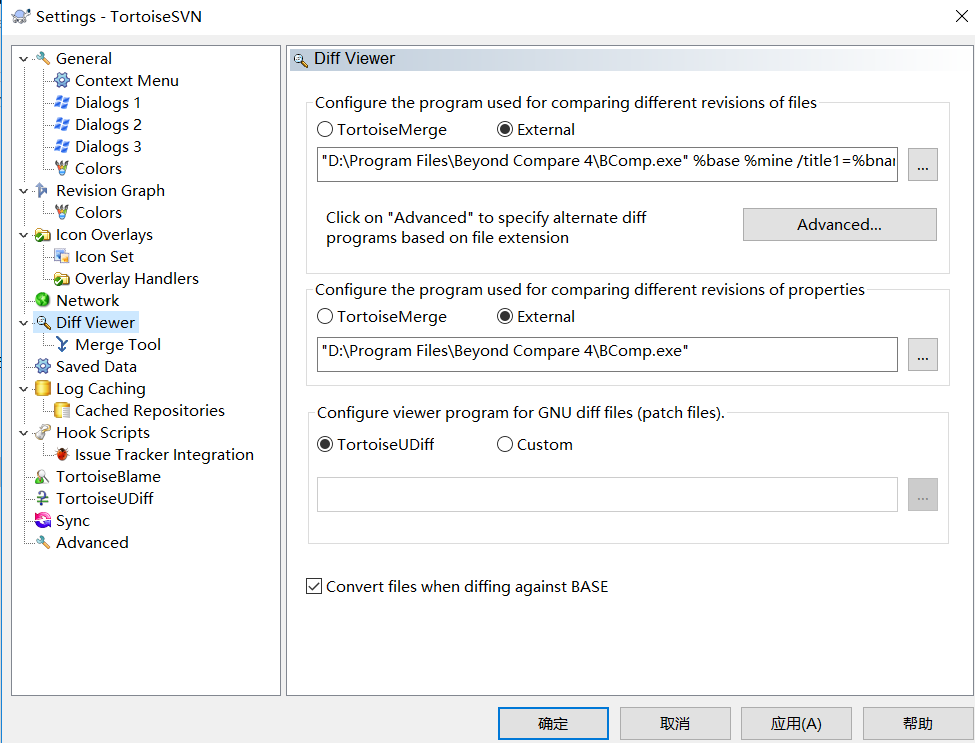 Settings - TortoiseSVN
General
Context Menu
Dialogs 1
Dialogs 2
Dialogs 3
Colors
Revision Graph
Colors
Icon Overlays
Icon Set
Overlay Handlers
Network
Diff Viewer
Merge Tool
Saved Data
Log Caching
Cached Repositories
Hook Scripts
Issue Tracker Integration
TortoiseBlame
TortoiseUDiff
Sync
Advanced
Diff Viewer
Configure the program used for comparing different revisions of files
TortoiseMerge External
"D:\Program Files\Beyond Compare 4\BComp.exe" %base %mine /title1=%bnar
...
Click on "Advanced" to specify alternate diff
programs based on file extension
Advanced...
Configure the program used for comparing different revisions of properties
TortoiseMerge External
"D:\Program Files\Beyond Compare 4\BComp.exe"
...
Configure viewer program for GNU diff files (patch files).
TortoiseUDiff Custom
...
Convert files when diffing against BASE
确定 取消 应用(A) 帮助